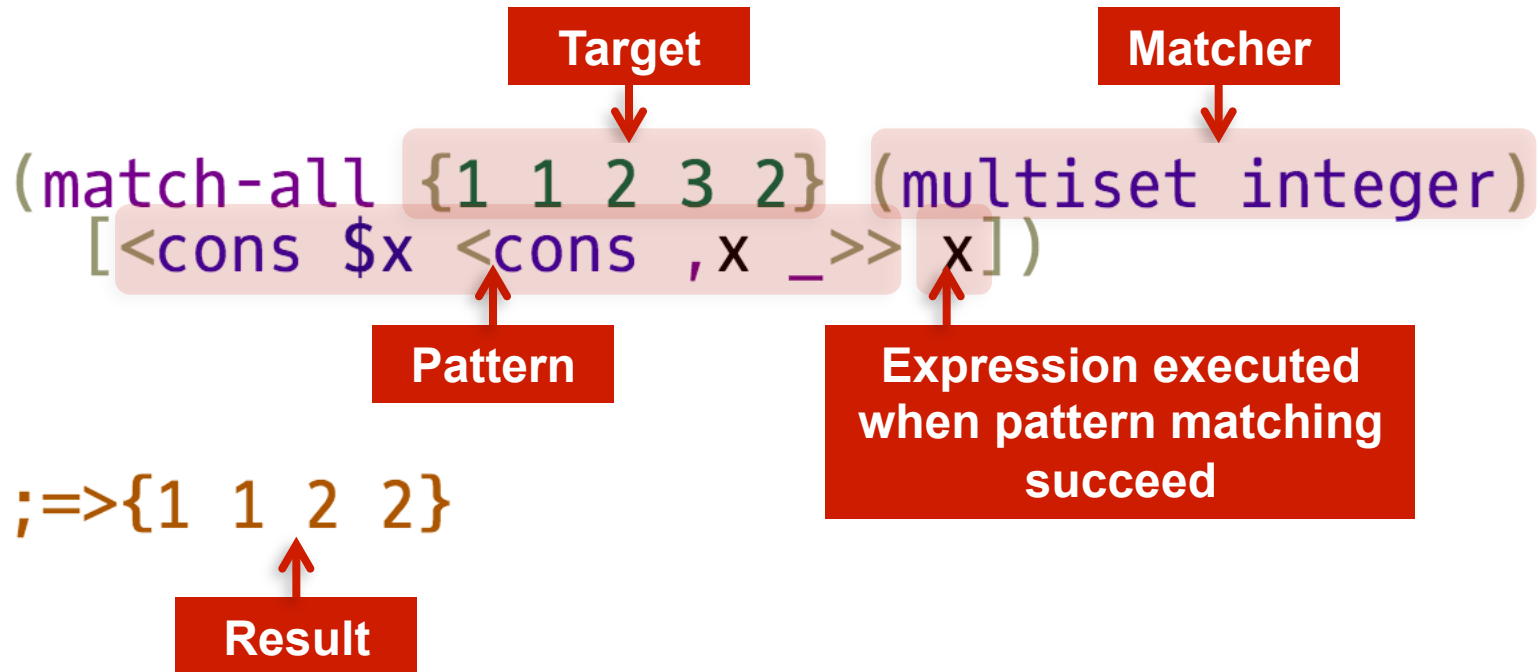 Target
Matcher
(match-all {1 1 2 3 2} (multiset integer)
[<cons $x <cons ,x _>> x])
Pattern
Expression executed
when pattern matching
succeed
;=>{1 1 2 2}
Result